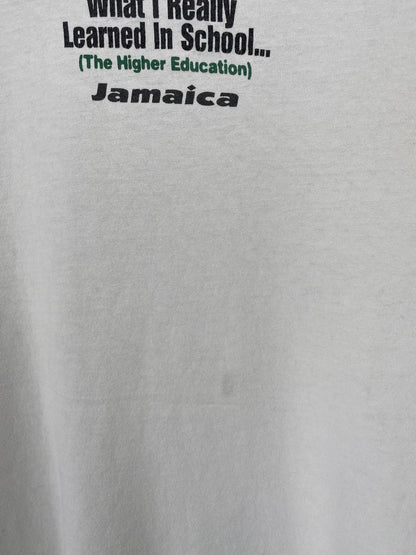 What I Really
Learned In School...
(The Higher Education)
Jamaica